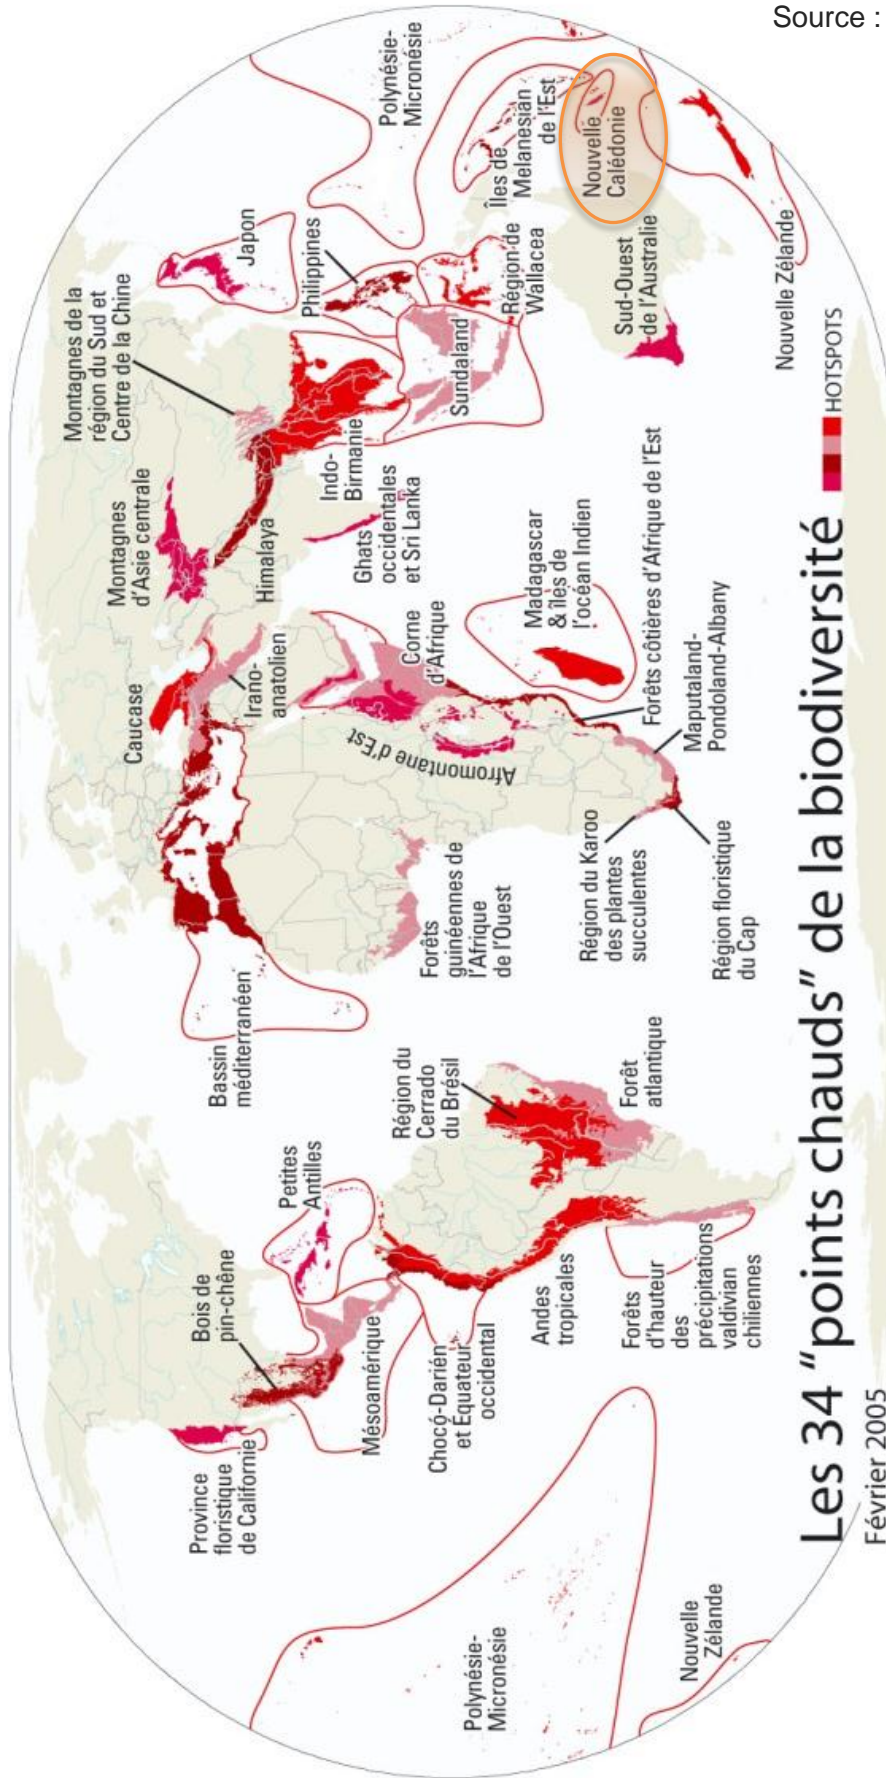 Source :
Polynésie-
Micronésie
Îles de
Melanesian
de l'Est
Nouvelle
Calédonie
Nouvelle Zélande
Japon
Philippines
Région de
Wallacea
Sud-Ouest
de l'Australie
Montagnes de la
région du Sud et
Centre de la Chine
Sundaland
Indo-
Birmanie
Montagnes
d'Asie centrale
Himalaya
Ghats
occidentales
et Sri Lanka
Madagascar
& îles de
l'océan Indien
Caucase
Irano-
anatolien
Corne
d'Afrique
Afromontane d'Est
Forêts côtières d'Afrique de l'Est
Maputaland-
Pondoland-Albany
Région floristique
du Cap
Région du Karoo
des plantes
succulentes
Forêts
guinéennes de
l'Afrique
de l'Ouest
Bassin
méditerranéen
Région du
Cerrado
du Brésil
Forêt
atlantique
Petites
Antilles
Bois de
pin-chêne
Province
floristique
de Californie
Mésoamérique
Chocó-Darién
et Equateur
occidental
Andes
tropicales
Forêts
d'hauteur
des
précipitations
valdivian
chiliennes
Polynésie-
Micronésie
Nouvelle
Zélande
Les 34 "points chauds" de la biodiversité
HOTSPOTS
Février 2005